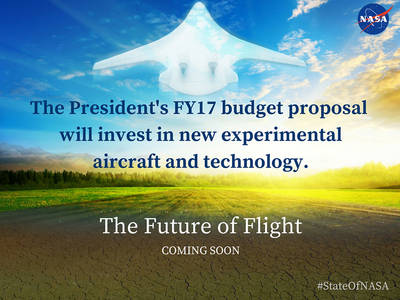 NASA
The President's FY17 budget proposal
will invest in new experimental
aircraft and technology.
The Future of Flight
COMING SOON
#StateOfNASA